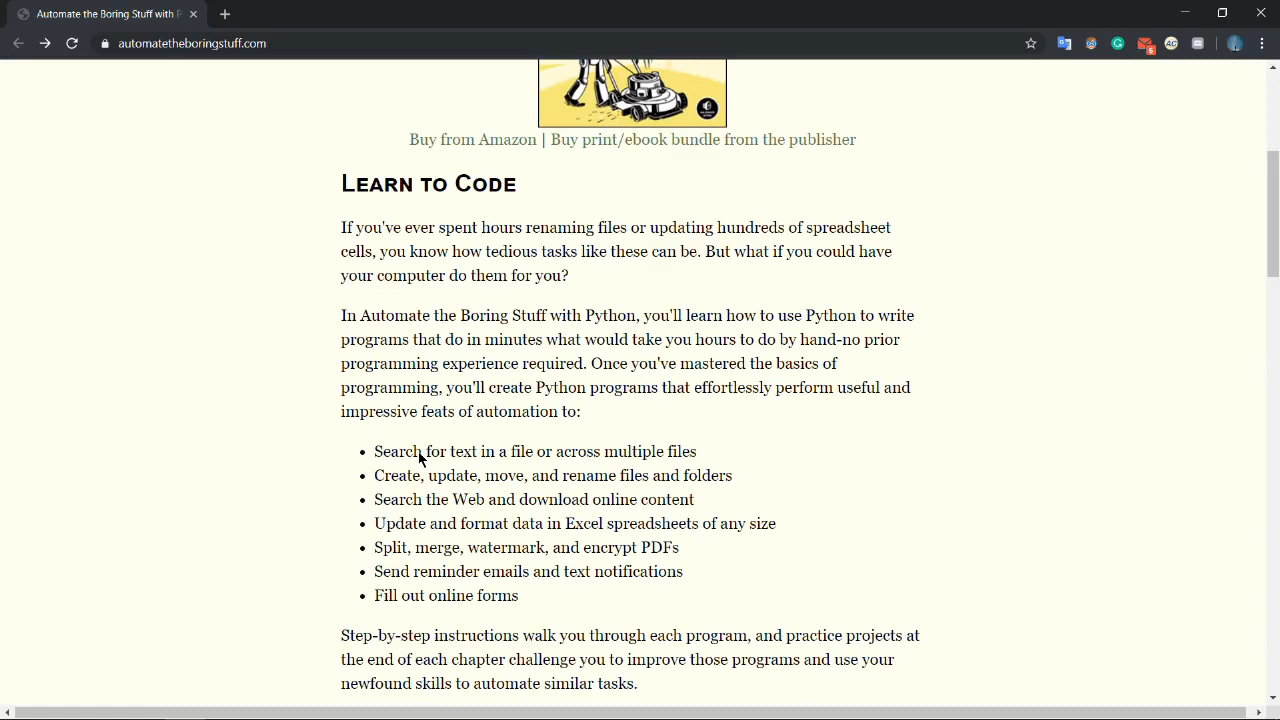 Automate the Boring Stuff with P
automatetheboringstuff.com
6
Buy from Amazon | Buy print/ebook bundle from the publisher
Learn to Code
If you've ever spent hours renaming files or updating hundreds of spreadsheet
cells, you know how tedious tasks like these can be. But what if you could have
your computer do them for you?
In Automate the Boring Stuff with Python, you'll learn how to use Python to write
programs that do in minutes what would take you hours to do by hand-no prior
programming experience required. Once you've mastered the basics of
programming, you'll create Python programs that effortlessly perform useful and
impressive feats of automation to:
• Search for text in a file or across multiple files
• Create, update, move, and rename files and folders
• Search the Web and download online content
• Update and format data in Excel spreadsheets of any size
• Split, merge, watermark, and encrypt PDFs
• Send reminder emails and text notifications
• Fill out online forms
Step-by-step instructions walk you through each program, and practice projects at
the end of each chapter challenge you to improve those programs and use your
newfound skills to automate similar tasks.